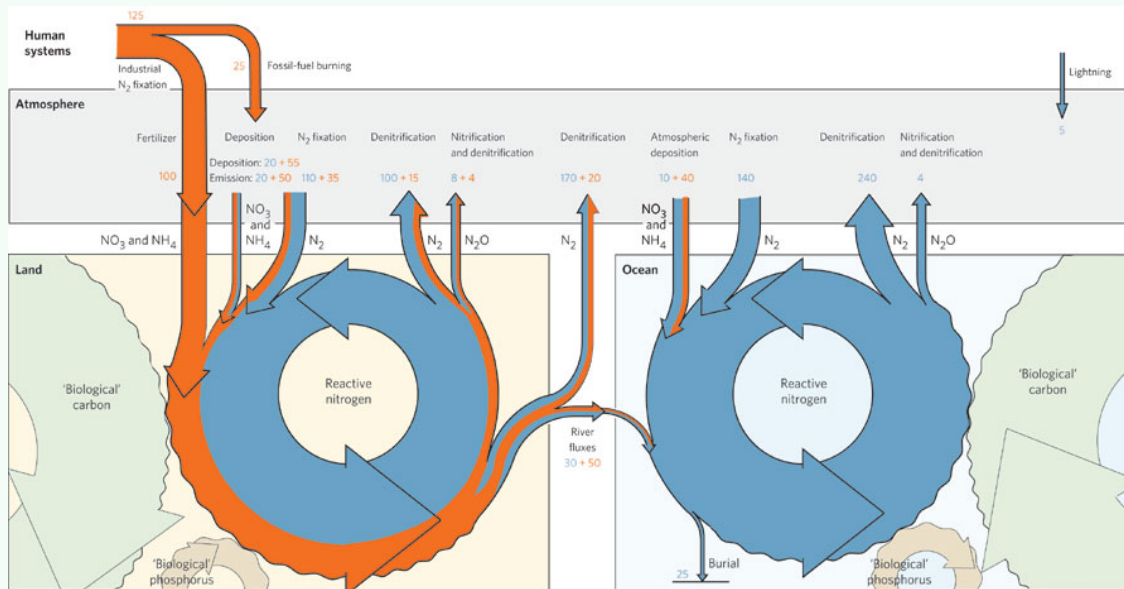 125
Human
systems
Industrial
N2 fixation
25
Fossil-fuel burning
Lightning
Atmosphere
5
Fertilizer
100
Deposition
N2 fixation
Deposition: 20 + 55
Emission: 20 + 50
110 + 35
Denitrification
100 + 15
Nitrification
and denitrification
8 + 4
Denitrification
170 + 20
Atmospheric
deposition
10 + 40
N2 fixation
140
Denitrification
240
Nitrification
and denitrification
4
NO3 and NH4
NO3
and
NH4
N2
N2
N2O
N2
NO3
and
NH4
N2
N2
N2O
Land
Ocean
'Biological'
carbon
Reactive
nitrogen
River
fluxes
30 + 50
Reactive
nitrogen
'Biological'
carbon
'Biological'
phosphorus
Burial
25
'Biological'
phosphorus